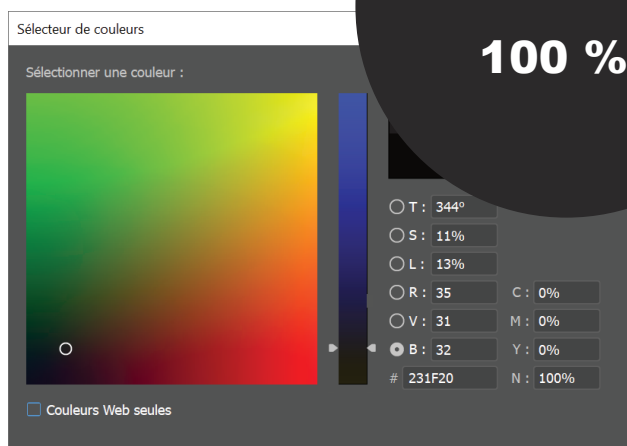 Sélecteur de couleurs
100 %
Sélectionner une couleur :
T : 344º
S : 11%
L : 13%
R : 35 C : 0%
V : 31 M : 0%
B : 32 Y : 0%
# 231F20 N : 100%
Couleurs Web seules